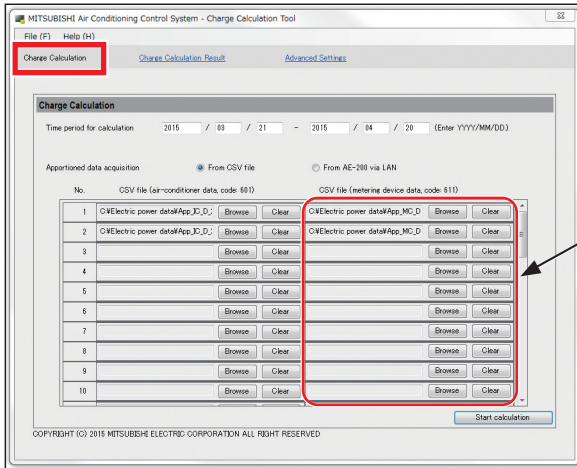 MITSUBISHI Air Conditioning Control System - Charge Calculation Tool
File (F) Help (H)
Charge Calculation Charge Calculation Result Advanced Settings
Charge Calculation
Time period for calculation 2015 / 03 / 21 - 2015 / 04 / 20 (Enter YYYY/MM/DD.)
Apportioned data acquisition From CSV file From AE-200 via LAN
No. CSV file (air-conditioner data, code: 601) CSV file (metering device data, code: 611)
1 C:¥Electric power data¥App_IC_D_: Browse Clear C:¥Electric power data¥App_MC_D Browse Clear
2 C:¥Electric power data¥App_IC_D_: Browse Clear C:¥Electric power data¥App_MC_D Browse Clear
3 Browse Clear Browse Clear
4 Browse Clear Browse Clear
5 Browse Clear Browse Clear
6 Browse Clear Browse Clear
7 Browse Clear Browse Clear
8 Browse Clear Browse Clear
9 Browse Clear Browse Clear
10 Browse Clear Browse Clear
Start calculation
COPYRIGHT (C) 2015 MITSUBISHI ELECTRIC CORPORATION ALL RIGHT RESERVED